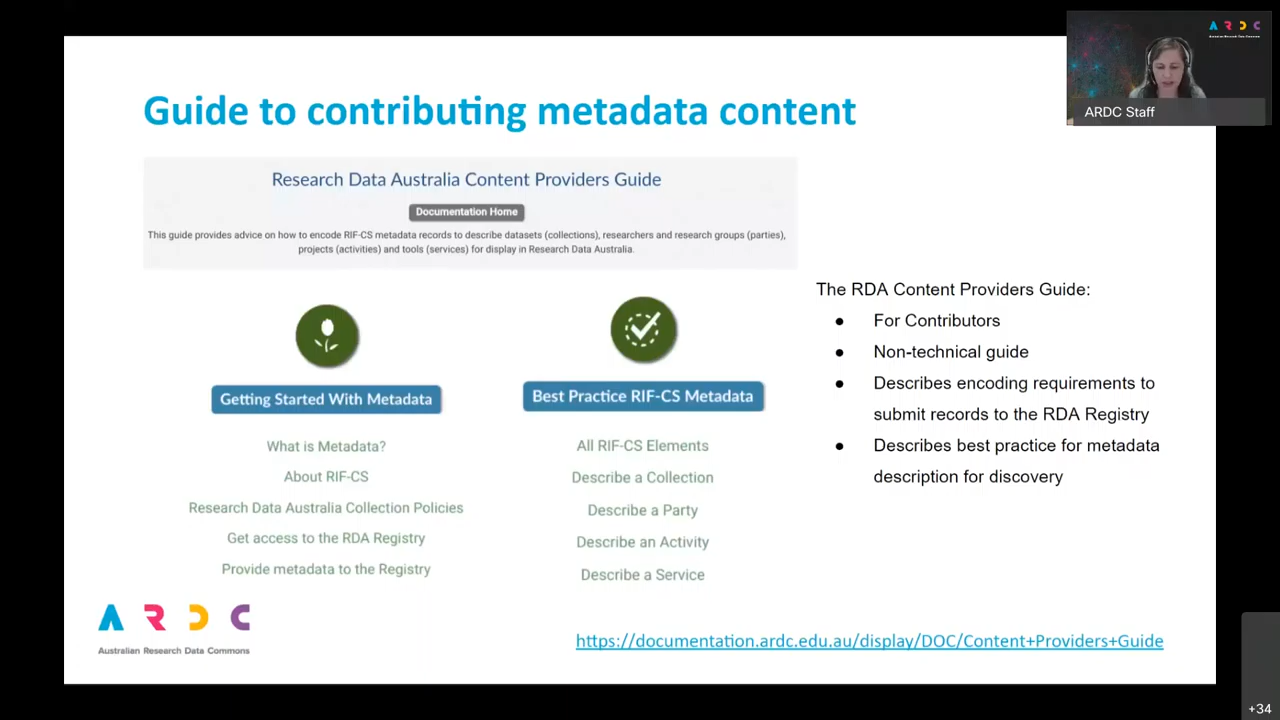 A R D C
Australian Research Data Commons
ARDC Staff
Guide to contributing metadata content
Research Data Australia Content Providers Guide
Documentation Home
This guide provides advice on how to encode RIF-CS metadata records to describe datasets (collections), researchers and research groups (parties),
projects (activities) and tools (services) for display in Research Data Australia.
Getting Started With Metadata
What is Metadata?
About RIF-CS
Research Data Australia Collection Policies
Get access to the RDA Registry
Provide metadata to the Registry
Best Practice RIF-CS Metadata
All RIF-CS Elements
Describe a Collection
Describe a Party
Describe an Activity
Describe a Service
The RDA Content Providers Guide:
● For Contributors
● Non-technical guide
● Describes encoding requirements to
submit records to the RDA Registry
● Describes best practice for metadata
description for discovery
A R D C
Australian Research Data Commons
https://documentation.ardc.edu.au/display/DOC/Content+Providers+Guide
+34